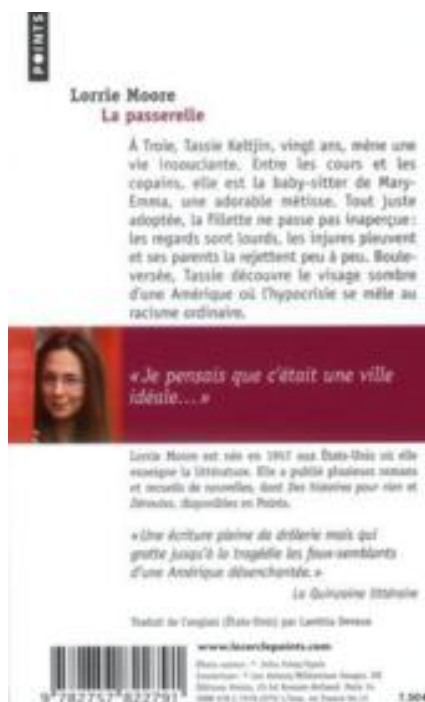 POINTS
Lorrie Moore
La passerelle
À Troie, Tassie Keltjin, vingt ans, mène une
vie insouciante. Entre les cours et les
copains, elle est la baby-sitter de Mary-
Emma, une adorable métisse. Tout juste
adoptée, la fillette ne passe pas inaperçue :
les regards sont lourds, les injures pleuvent
et ses parents la rejettent peu à peu. Boule-
versée, Tassie découvre le visage sombre
d'une Amérique où l'hypocrisie se mêle au
racisme ordinaire.
« Je pensais que c'était une ville
idéale... »
Lorrie Moore est née en 1957 aux États-Unis où elle
enseigne la littérature. Elle a publié plusieurs romans
et recueils de nouvelles, dont Des histoires pour rien et
Déroutes, disponibles en Points.
« Une écriture pleine de drôlerie mais qui
gratte jusqu'à la tragédie les faux-semblants
d'une Amérique désenchantée. »
La Quinzaine littéraire
Traduit de l'anglais (États-Unis) par Laetitia Devaux
www.lecerclepoints.com
9 782757 822791
7.50€